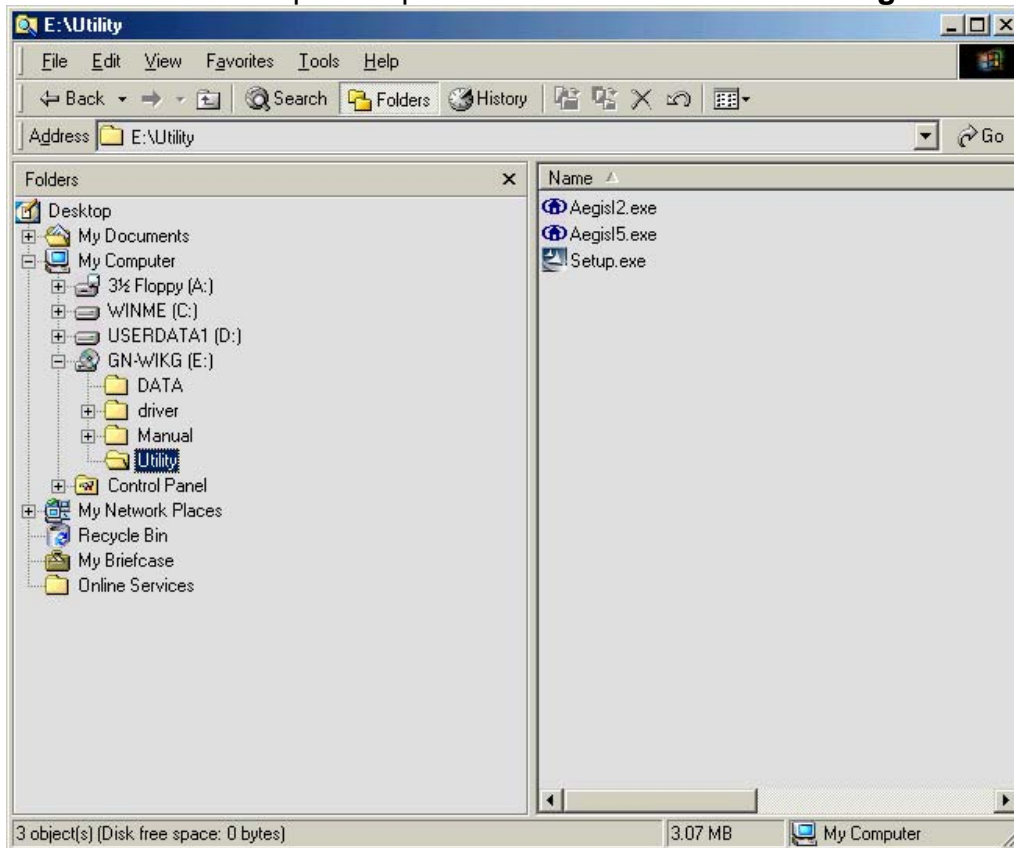 E:\Utility
File Edit View Favorites Tools Help
Back Search Folders History
Address E:\Utility Go
Folders
Desktop
My Documents
My Computer
3½ Floppy (A:)
WINME (C:)
USERDATA1 (D:)
GN-WIKG (E:)
DATA
driver
Manual
Utility
Control Panel
My Network Places
Recycle Bin
My Briefcase
Online Services
Name
AegisI2.exe
AegisI5.exe
Setup.exe
3 object(s) (Disk free space: 0 bytes) 3.07 MB My Computer